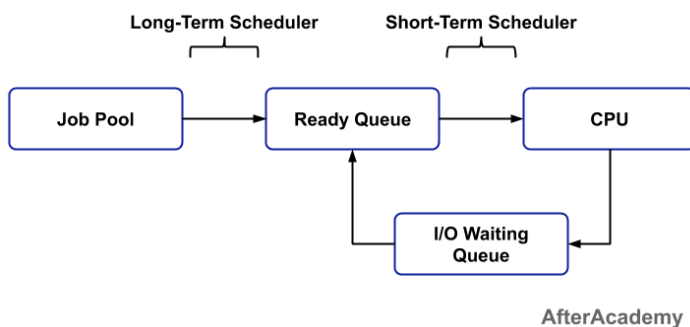 Long-Term Scheduler
Short-Term Scheduler
Job Pool
Ready Queue
CPU
I/O Waiting
Queue
AfterAcademy